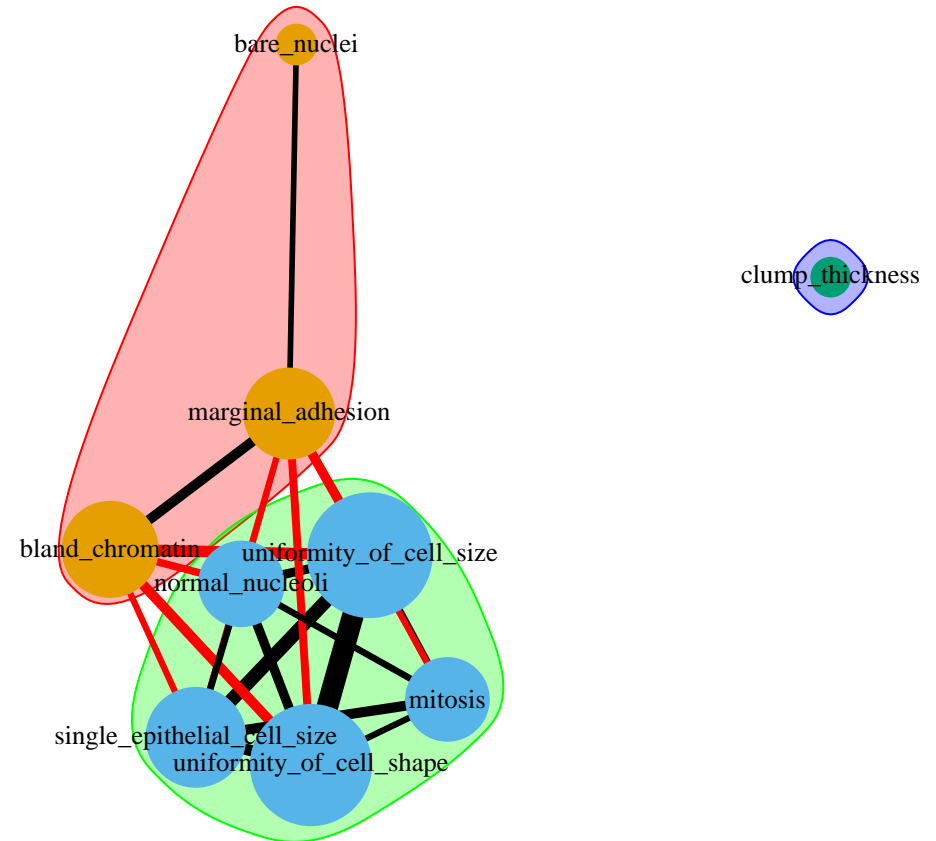 bare_nuclei
clump_thickness
marginal_adhesion
bland_chromatin
uniformity_of_cell_size
normal_nucleoli
mitosis
single_epithelial_cell_size
uniformity_of_cell_shape